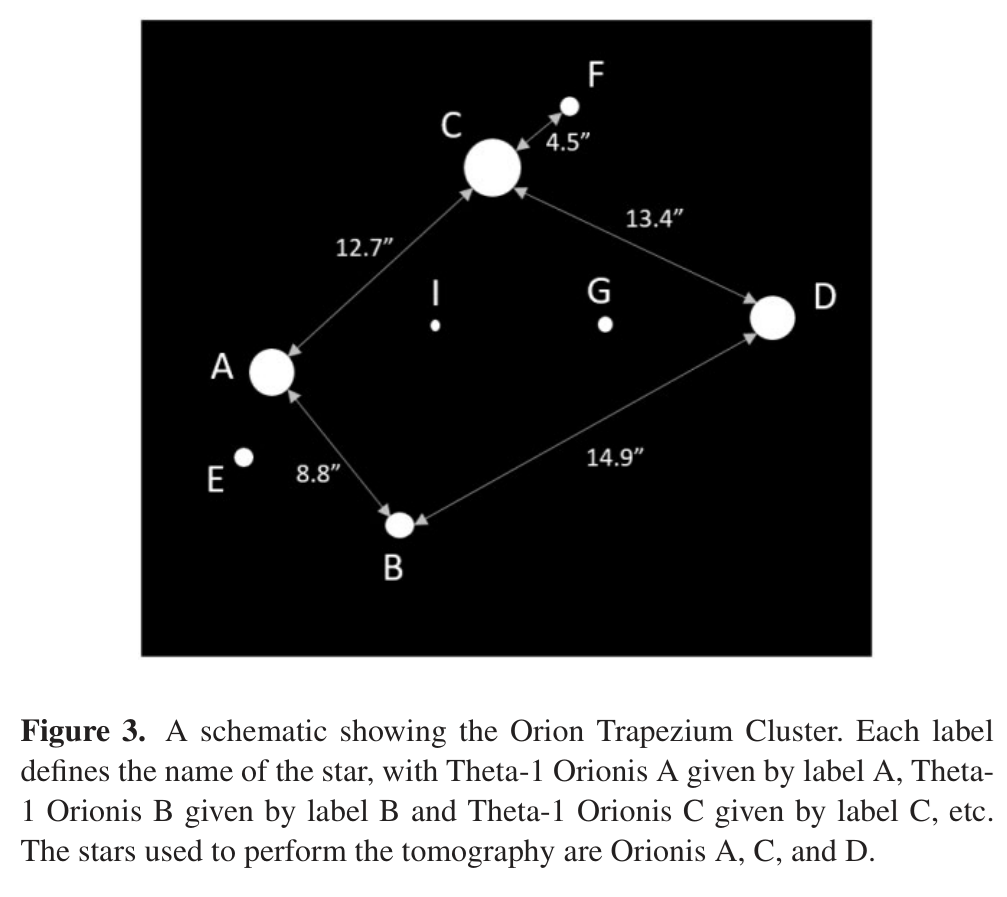 F
C
4.5”
13.4”
12.7”
I
G
D
A
14.9”
E
8.8”
B
Figure 3. A schematic showing the Orion Trapezium Cluster. Each label
defines the name of the star, with Theta-1 Orionis A given by label A, Theta-
1 Orionis B given by label B and Theta-1 Orionis C given by label C, etc.
The stars used to perform the tomography are Orionis A, C, and D.